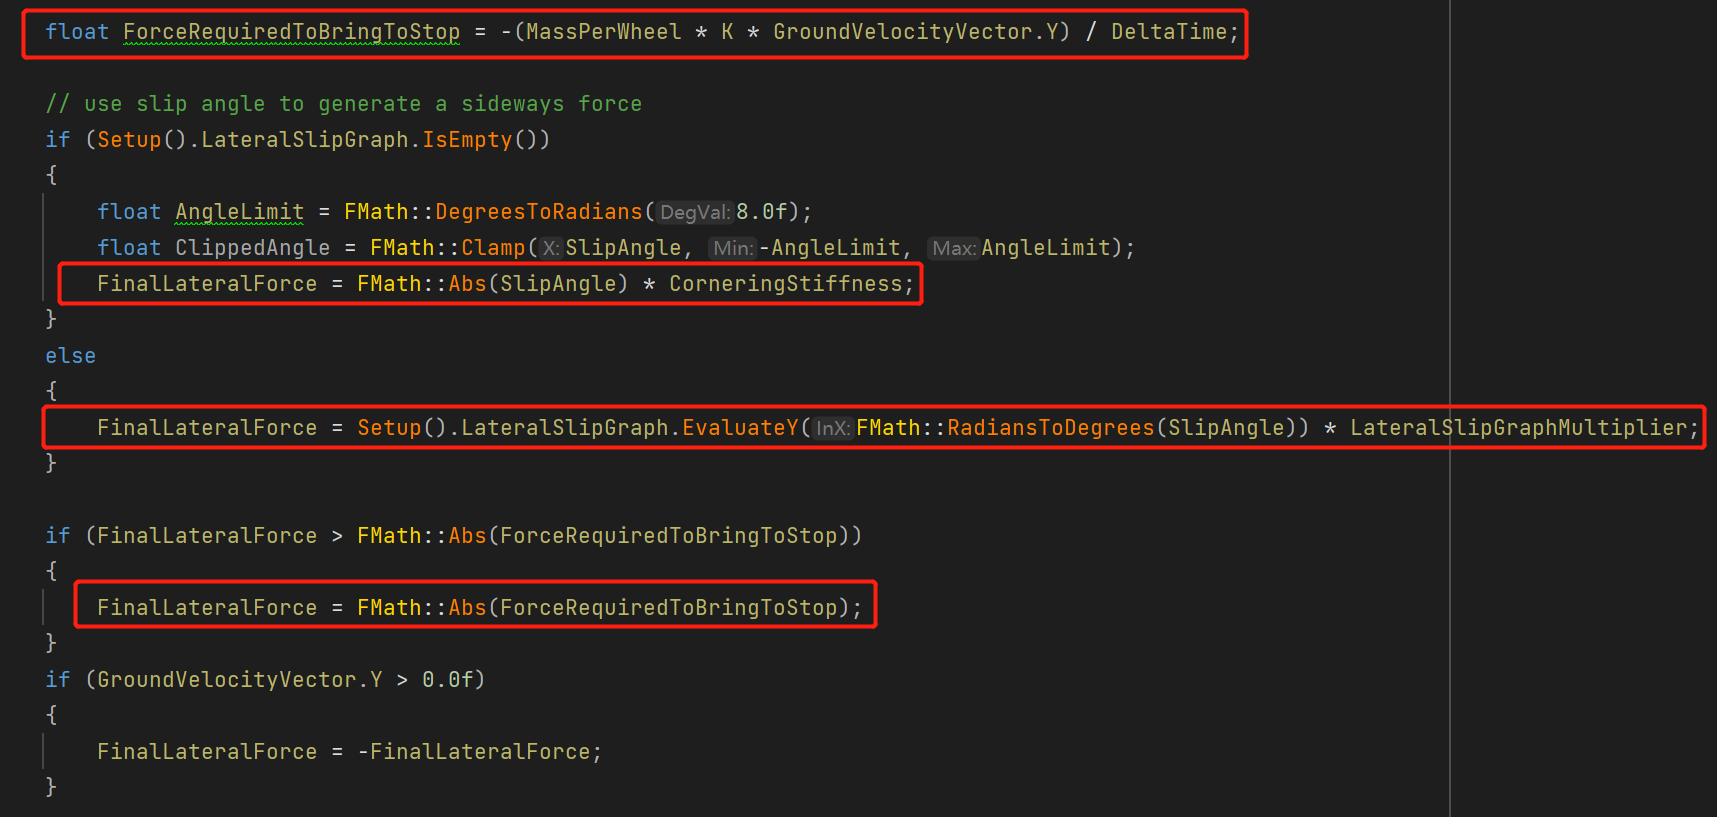 float ForceRequiredToBringToStop = -(MassPerWheel * K * GroundVelocityVector.Y) / DeltaTime;
// use slip angle to generate a sideways force
if (Setup().LateralSlipGraph.IsEmpty())
{
float AngleLimit = FMath::DegreesToRadians(DegVal:8.0f);
float ClippedAngle = FMath::Clamp(X:SlipAngle, Min:-AngleLimit, Max:AngleLimit);
FinalLateralForce = FMath::Abs(SlipAngle) * CorneringStiffness;
}
else
{
FinalLateralForce = Setup().LateralSlipGraph.EvaluateY(InX:FMath::RadiansToDegrees(SlipAngle)) * LateralSlipGraphMultiplier;
}
if (FinalLateralForce > FMath::Abs(ForceRequiredToBringToStop))
{
FinalLateralForce = FMath::Abs(ForceRequiredToBringToStop);
}
if (GroundVelocityVector.Y > 0.0f)
{
FinalLateralForce = -FinalLateralForce;
}